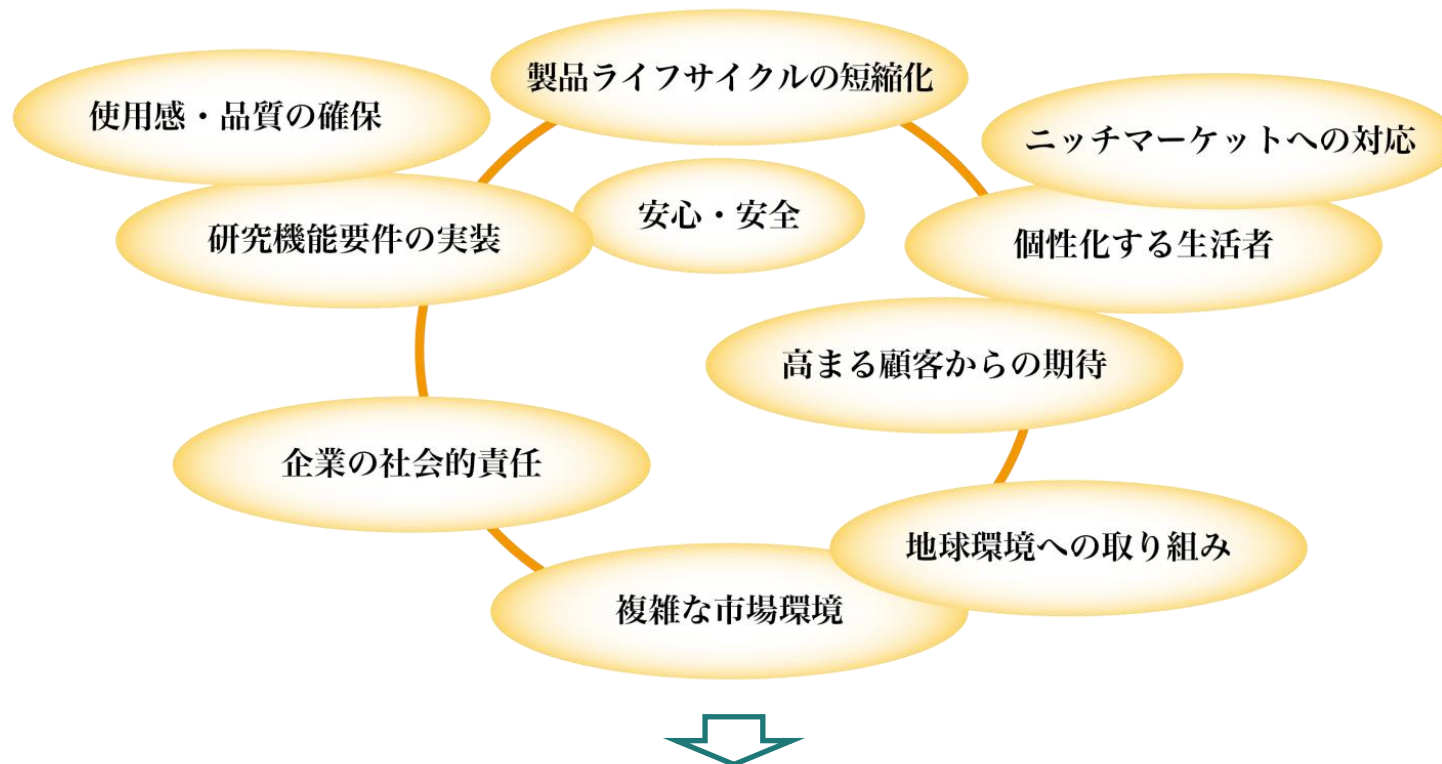 製品ライフサイクルの短縮化
使用感・品質の確保
ニッチマーケットへの対応
安心・安全
研究機能要件の実装
個性化する生活者
高まる顧客からの期待
企業の社会的責任
地球環境への取り組み
複雑な市場環境